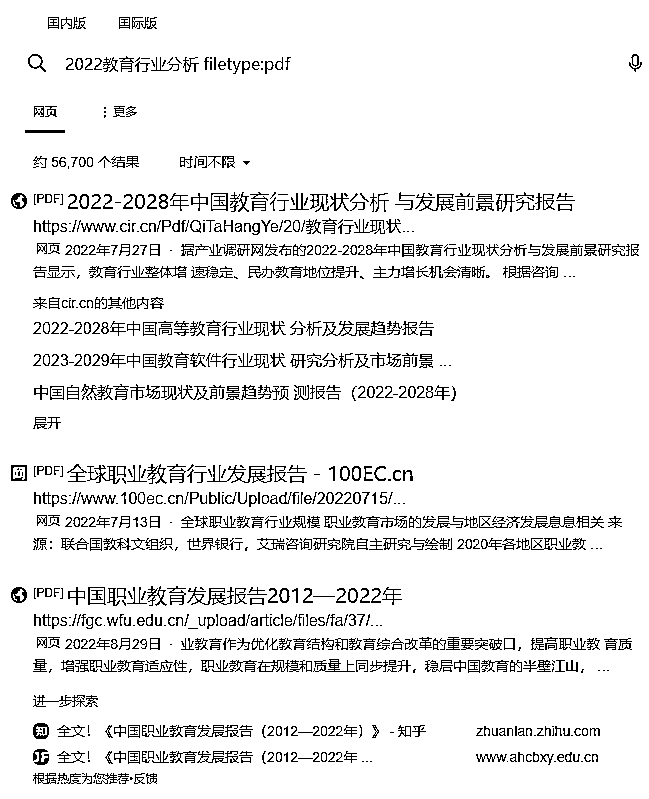 国内版 国际版
2022教育行业分析 filetype:pdf
网页 ⋮更多
约 56,700 个结果 时间不限
[PDF] 2022-2028年中国教育行业现状分析 与发展前景研究报告
https://www.cir.cn/Pdf/QiTaHangYe/20/教育行业现状...
网页 2022年7月27日 · 据产业调研网发布的2022-2028年中国教育行业现状分析与发展前景研究报
告显示，教育行业整体增 速稳定、民办教育地位提升、主力增长机会清晰。 根据咨询 ...
来自cir.cn的其他内容
2022-2028年中国高等教育行业现状 分析及发展趋势报告
2023-2029年中国教育软件行业现状 研究分析及市场前景 ...
中国自然教育市场现状及前景趋势预 测报告（2022-2028年）
展开
[PDF] 全球职业教育行业发展报告 - 100EC.cn
https://www.100ec.cn/Public/Upload/file/20220715/...
网页 2022年7月13日 · 全球职业教育行业规模 职业教育市场的发展与地区经济发展息息相关 来
源：联合国教科文组织，世界银行，艾瑞咨询研究院自主研究与绘制 2020年各地区职业教 ...
[PDF] 中国职业教育发展报告2012—2022年
https://fgc.wfu.edu.cn/_upload/article/files/fa/37/...
网页 2022年8月29日 · 业教育作为优化教育结构和教育综合改革的重要突破口，提高职业教 育质
量，增强职业教育适应性，职业教育在规模和质量上同步提升，稳居中国教育的半壁江山， ...
进一步探索
知 全文！《中国职业教育发展报告（2012—2022年）》 - 知乎 zhuanlan.zhihu.com
全文！《中国职业教育发展报告（2012—2022年 ... www.ahcbxy.edu.cn
根据热度为您推荐•反馈